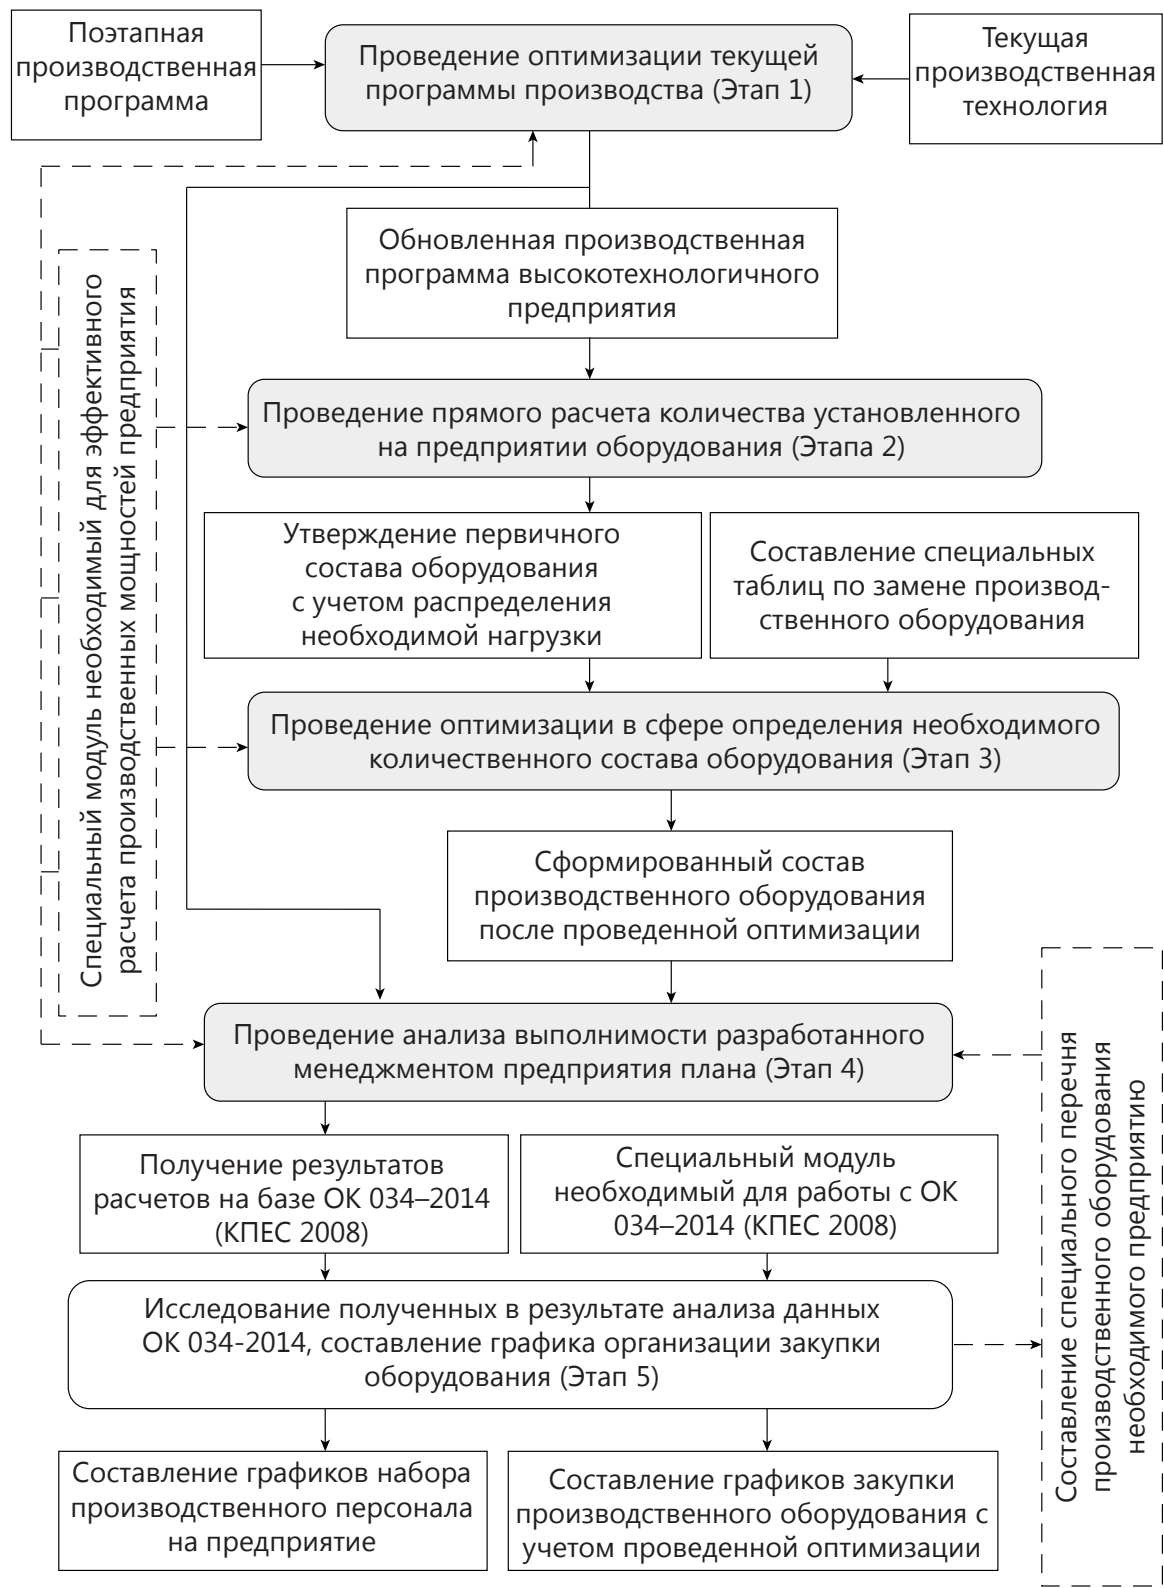 Поэтапная
производственная
программа
Проведение оптимизации текущей
программы производства (Этап 1)
Текущая
производственная
технология
Обновленная производственная
программа высокотехнологичного
предприятия
Специальный модуль необходимый для эффективного
расчета производственных мощностей предприятия
Проведение прямого расчета количества установленного
на предприятии оборудования (Этапа 2)
Утверждение первичного
состава оборудования
с учетом распределения
необходимой нагрузки
Составление специальных
таблиц по замене производ-
ственного оборудования
Проведение оптимизации в сфере определения необходимого
количественного состава оборудования (Этап 3)
Сформированный состав
производственного оборудования
после проведенной оптимизации
Проведение анализа выполнимости разработанного
менеджментом предприятия плана (Этап 4)
Составление специального перечня
производственного оборудования
необходимого предприятию
Получение результатов
расчетов на базе ОК 034–2014
(КПЕС 2008)
Специальный модуль
необходимый для работы с ОК
034–2014 (КПЕС 2008)
Исследование полученных в результате анализа данных
ОК 034-2014, составление графика организации закупки
оборудования (Этап 5)
Составление графиков набора
производственного персонала
на предприятие
Составление графиков закупки
производственного оборудования с
учетом проведенной оптимизации